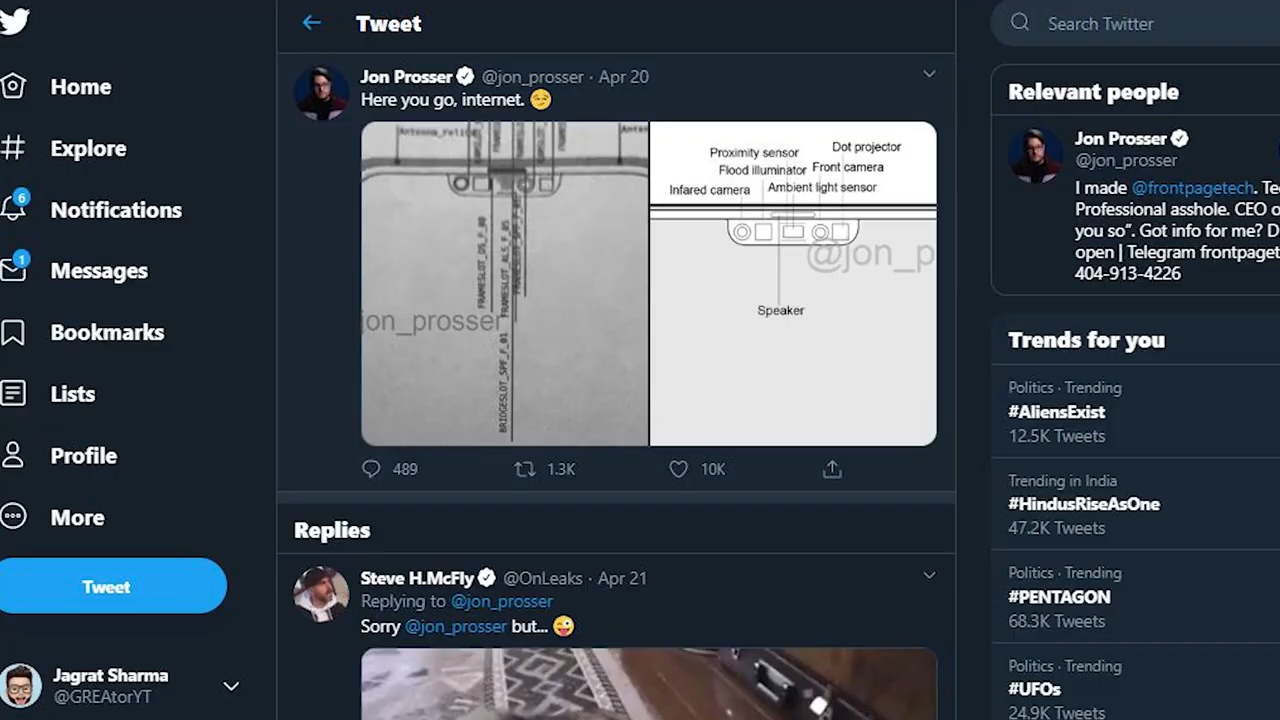 Tweet
Search Twitter
Home
Explore
6
Notifications
1
Messages
Bookmarks
Lists
Profile
More
Tweet
Jagrat Sharma
@GREAtorYT
Jon Prosser @jon_prosser · Apr 20
Here you go, internet. 😏
FRAMESLOT_DS_F_00
FRAMESLOT_ALS_F_05
BRIDGESLOT_SPF_F_01
jon_prosser
Proximity sensor
Dot projector
Flood illuminator
Front camera
Infared camera
Ambient light sensor
@jon_p
Speaker
489
1.3K
10K
Replies
Steve H.McFly @OnLeaks · Apr 21
Replying to @jon_prosser
Sorry @jon_prosser but... 😜
Relevant people
Jon Prosser
@jon_prosser
I made @frontpagetech. Te
Professional asshole. CEO o
you so”. Got info for me? D
open | Telegram frontpaget
404-913-4226
Trends for you
Politics · Trending
#AliensExist
12.5K Tweets
Trending in India
#HindusRiseAsOne
47.2K Tweets
Politics · Trending
#PENTAGON
68.3K Tweets
Politics · Trending
#UFOs
24.9K Tweets